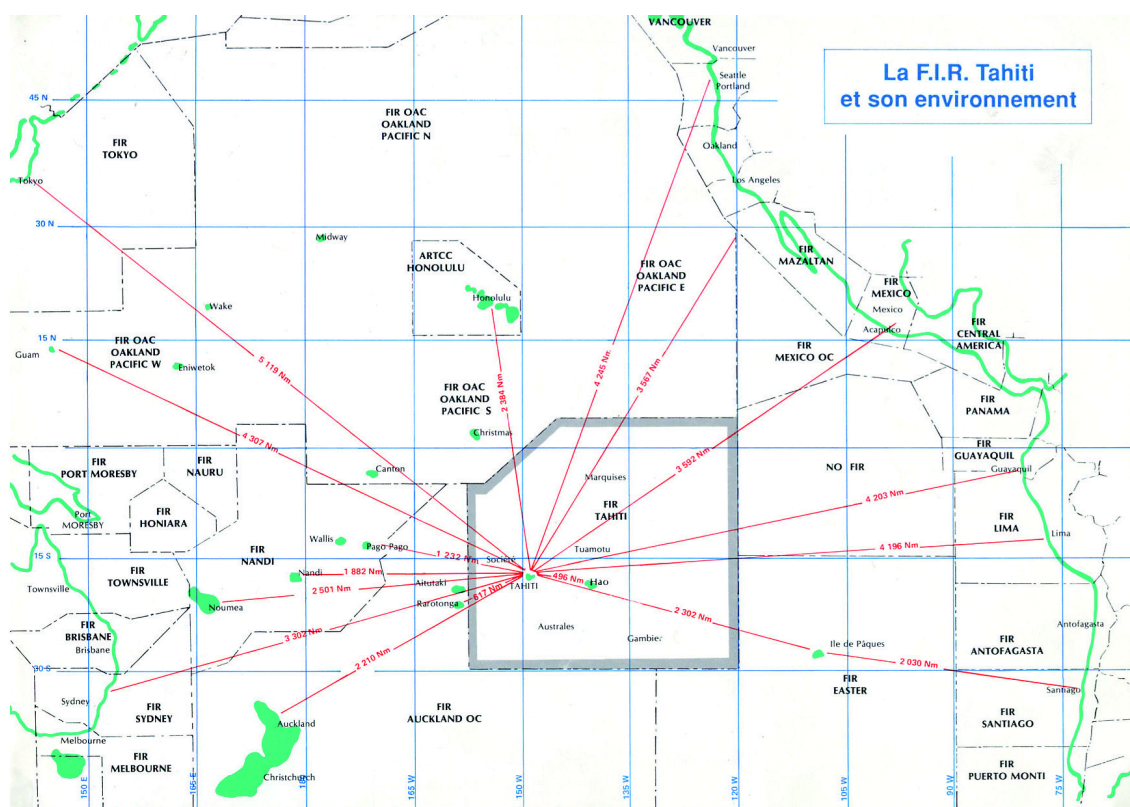 La F.I.R. Tahiti
et son environnement
VANCOUVER
Vancouver
Seattle
Portland
45 N
FIR OAC
OAKLAND
PACIFIC N
FIR
TOKYO
Oakland
Tokyo
Los Angeles
30 N
Midway
ARTCC
HONOLULU
FIR OAC
OAKLAND
PACIFIC E
FIR
MAZALTAN
FIR
MEXICO
Mexico
Honolulu
Wake
Acapulco
FIR
CENTRAL
AMERICA
15 N
Guam
FIR OAC
OAKLAND
PACIFIC W
Eniwetok
FIR
MEXICO OC
5 119 Nm
2 384 Nm
4 245 Nm
3 567 Nm
FIR OAC
OAKLAND
PACIFIC S
FIR
PANAMA
Christmas
4 307 Nm
3 592 Nm
FIR
PORT MORESBY
FIR
NAURU
Canton
Marquises
NO FIR
FIR
GUAYAQUIL
Guayaquil
4 203 Nm
FIR
TAHITI
Port
MORESBY
FIR
HONIARA
FIR
LIMA
Lima
Wallis
Pago Pago
1 232 Nm
Société
Tuamotu
4 196 Nm
15 S
FIR
NANDI
FIR
TOWNSVILLE
Townsville
Nandi
1 882 Nm
Aitutaki
TAHITI
496 Nm
Hao
2 501 Nm
Noumea
Rarotonga
617 Nm
2 302 Nm
FIR
BRISBANE
Brisbane
3 302 Nm
Australes
Gambier
Ile de Pâques
Antofagasta
FIR
ANTOFAGASTA
2 210 Nm
2 030 Nm
30 S
FIR
EASTER
Santiago
Sydney
FIR
SYDNEY
FIR
AUCKLAND OC
Auckland
FIR
SANTIAGO
Melbourne
FIR
MELBOURNE
Christchurch
FIR
PUERTO MONTI
150 E
165 E
165 W
150 W
135 W
120 W
105 W
90 W
75 W